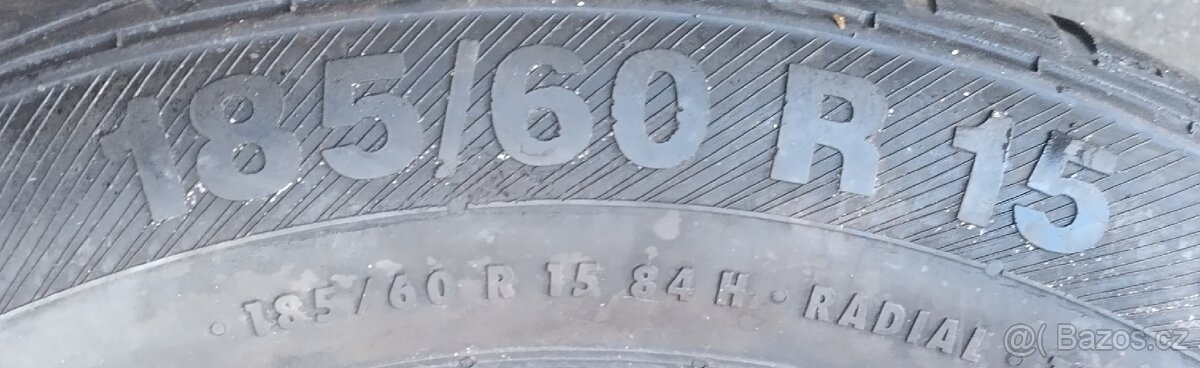 185/60 R 15
· 185/60 R 15 84 H · RADIAL ·
@( Bazos.cz